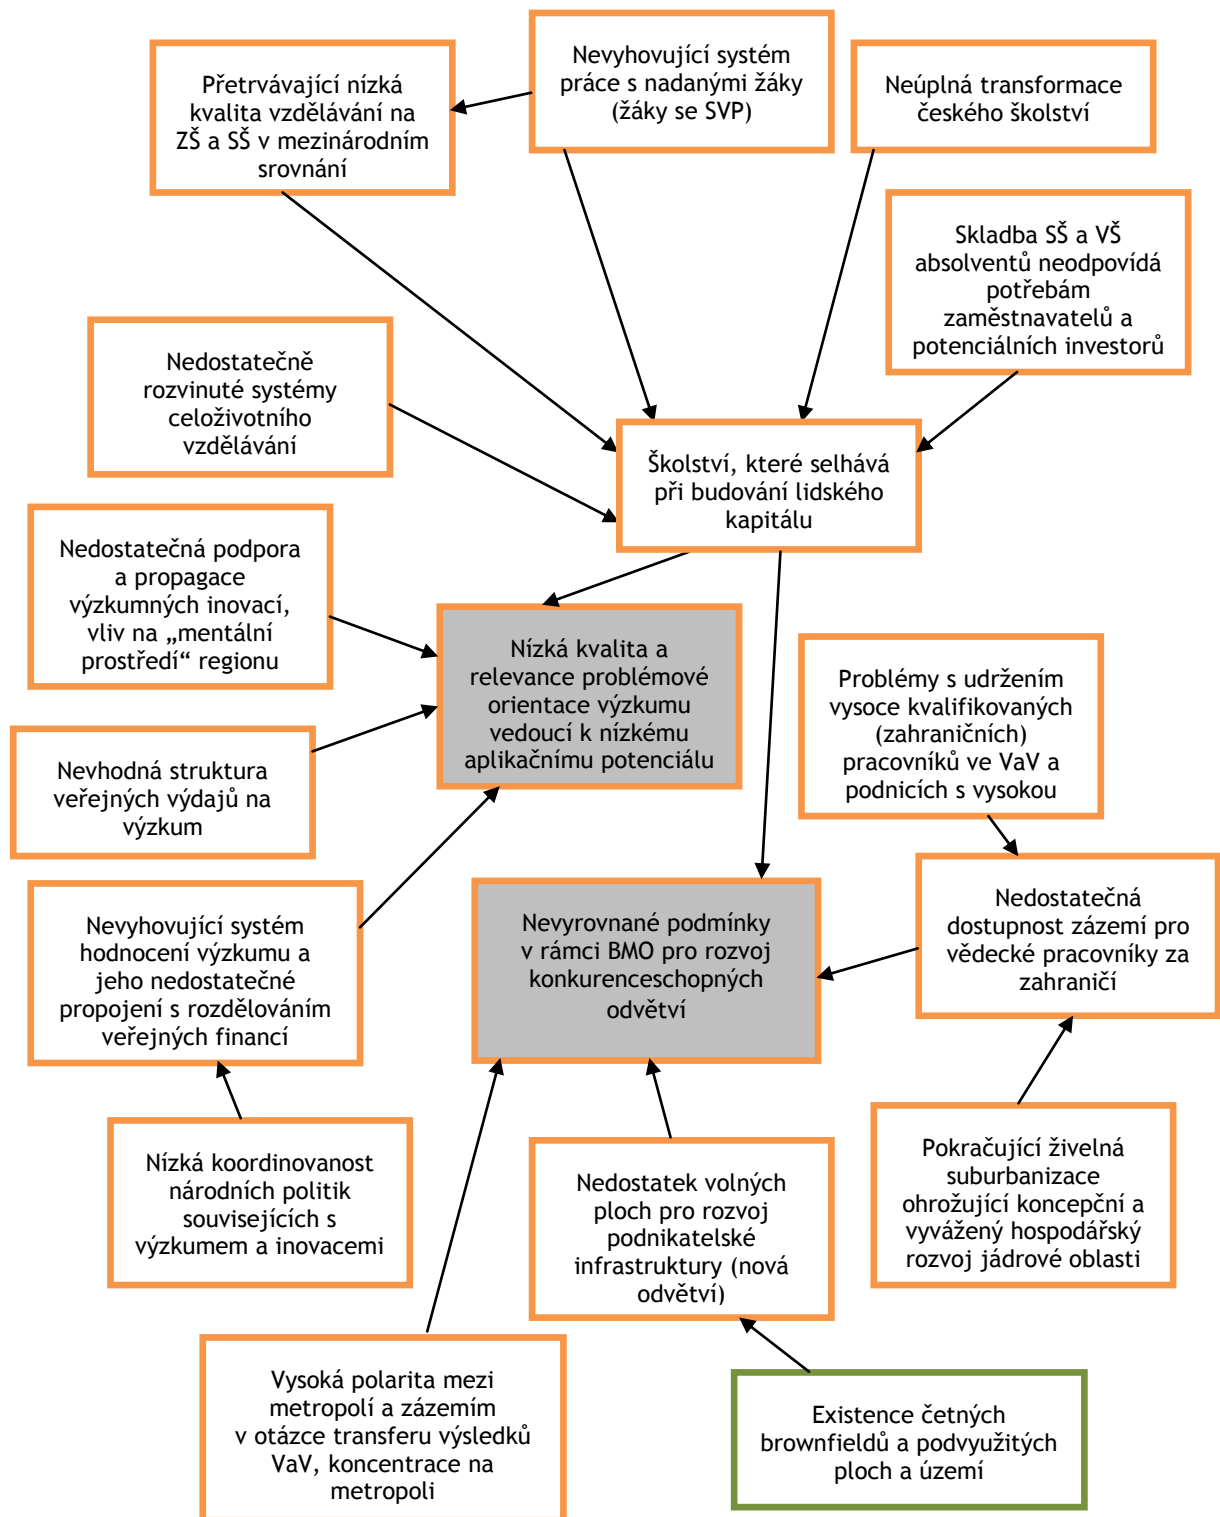 Nevyhovující systém
práce s nadanými žáky
(žáky se SVP)
Přetrvávající nízká
kvalita vzdělávání na
ZŠ a SŠ v mezinárodním
srovnání
Neúplná transformace
českého školství
Skladba SŠ a VŠ
absolventů neodpovídá
potřebám
zaměstnavatelů a
potenciálních investorů
Nedostatečně
rozvinuté systémy
celoživotního
vzdělávání
Školství, které selhává
při budování lidského
kapitálu
Nedostatečná podpora
a propagace
výzkumných inovací,
vliv na „mentální
prostředí“ regionu
Nízká kvalita a
relevance problémové
orientace výzkumu
vedoucí k nízkému
aplikačnímu potenciálu
Problémy s udržením
vysoce kvalifikovaných
(zahraničních)
pracovníků ve VaV a
podnicích s vysokou
Nevhodná struktura
veřejných výdajů na
výzkum
Nedostatečná
dostupnost zázemí pro
vědecké pracovníky za
zahraničí
Nevyhovující systém
hodnocení výzkumu a
jeho nedostatečné
propojení s rozdělováním
veřejných financí
Nevyrovnané podmínky
v rámci BMO pro rozvoj
konkurenceschopných
odvětví
Nízká koordinovanost
národních politik
souvisejících s
výzkumem a inovacemi
Nedostatek volných
ploch pro rozvoj
podnikatelské
infrastruktury (nová
odvětví)
Pokračující živelná
suburbanizace
ohrožující koncepční a
vyvážený hospodářský
rozvoj jádrové oblasti
Vysoká polarita mezi
metropolí a zázemím
v otázce transferu výsledků
VaV, koncentrace na
metropoli
Existence četných
brownfieldů a podvyužitých
ploch a území